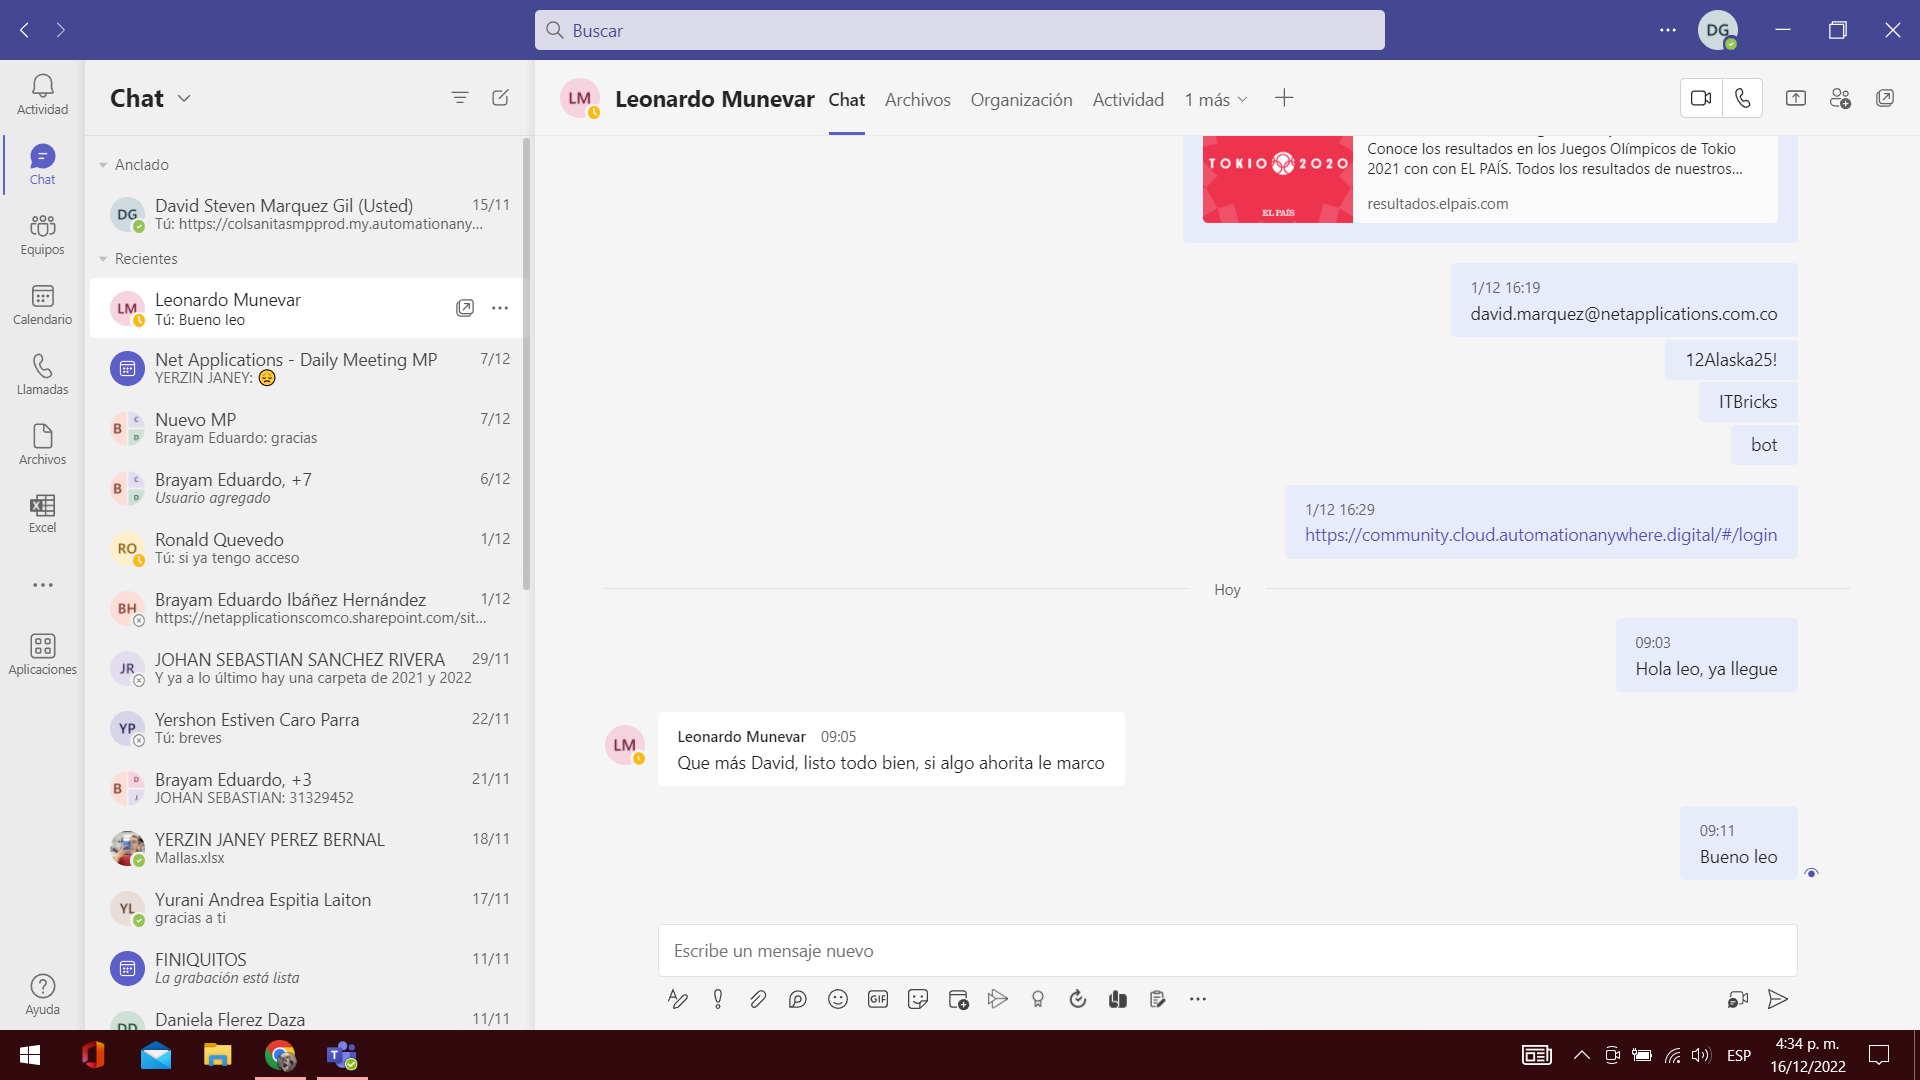 Buscar
DG
Actividad
Chat
Equipos
Calendario
Llamadas
Archivos
Excel
Aplicaciones
Ayuda
Chat
Anclado
DG
David Steven Marquez Gil (Usted)
15/11
Tú: https://colsanitasmpprod.my.automationany...
Recientes
LM
Leonardo Munevar
Tú: Bueno leo
Net Applications - Daily Meeting MP
7/12
YERZIN JANEY: 😔
B C D
Nuevo MP
7/12
Brayam Eduardo: gracias
B C D
Brayam Eduardo, +7
6/12
Usuario agregado
RO
Ronald Quevedo
1/12
Tú: si ya tengo acceso
BH
Brayam Eduardo Ibáñez Hernández
1/12
https://netapplicationscomco.sharepoint.com/sit...
JR
JOHAN SEBASTIAN SANCHEZ RIVERA
29/11
Y ya a lo último hay una carpeta de 2021 y 2022
YP
Yershon Estiven Caro Parra
22/11
Tú: breves
B D J
Brayam Eduardo, +3
21/11
JOHAN SEBASTIAN: 31329452
YERZIN JANEY PEREZ BERNAL
18/11
Mallas.xlsx
YL
Yurani Andrea Espitia Laiton
17/11
gracias a ti
FINIQUITOS
11/11
La grabación está lista
DD
Daniela Florez Daza
11/11
LM
Leonardo Munevar
Chat
Archivos
Organización
Actividad
1 más
TOKIO 2020
EL PAÍS
Conoce los resultados en los Juegos Olímpicos de Tokio
2021 con con EL PAÍS. Todos los resultados de nuestros...
resultados.elpais.com
1/12 16:19
david.marquez@netapplications.com.co
12Alaska25!
ITBricks
bot
1/12 16:29
https://community.cloud.automationanywhere.digital/#/login
Hoy
09:03
Hola leo, ya llegue
LM
Leonardo Munevar 09:05
Que más David, listo todo bien, si algo ahorita le marco
09:11
Bueno leo
Escribe un mensaje nuevo
GIF
ESP
4:34 p. m.
16/12/2022